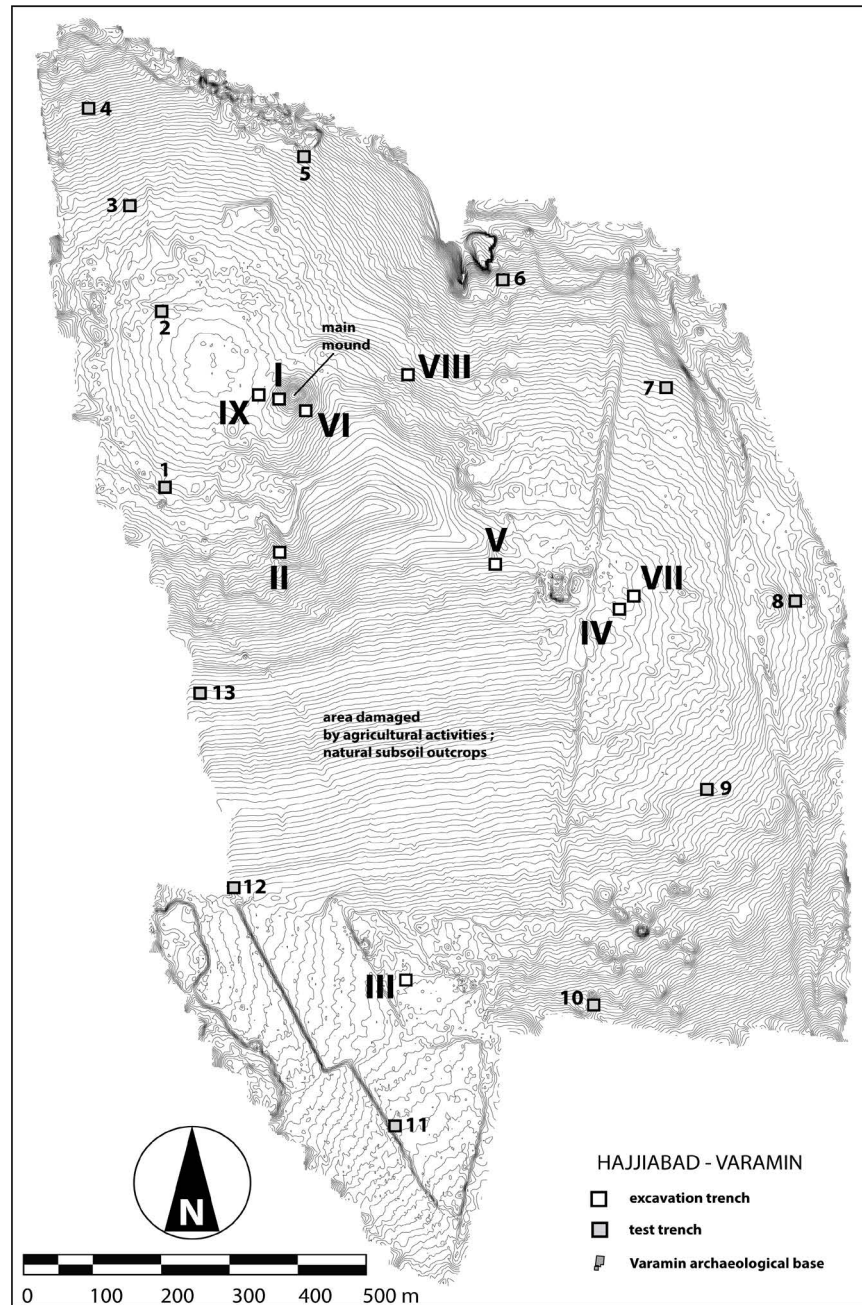 4
5
3
6
2
main
mound
I
VIII
IX
VI
7
1
V
II
VII
8
IV
13
area damaged
by agricultural activities ;
natural subsoil outcrops
9
12
III
10
11
N
HAJJIABAD - VARAMIN
excavation trench
test trench
Varamin archaeological base
0 100 200 300 400 500 m